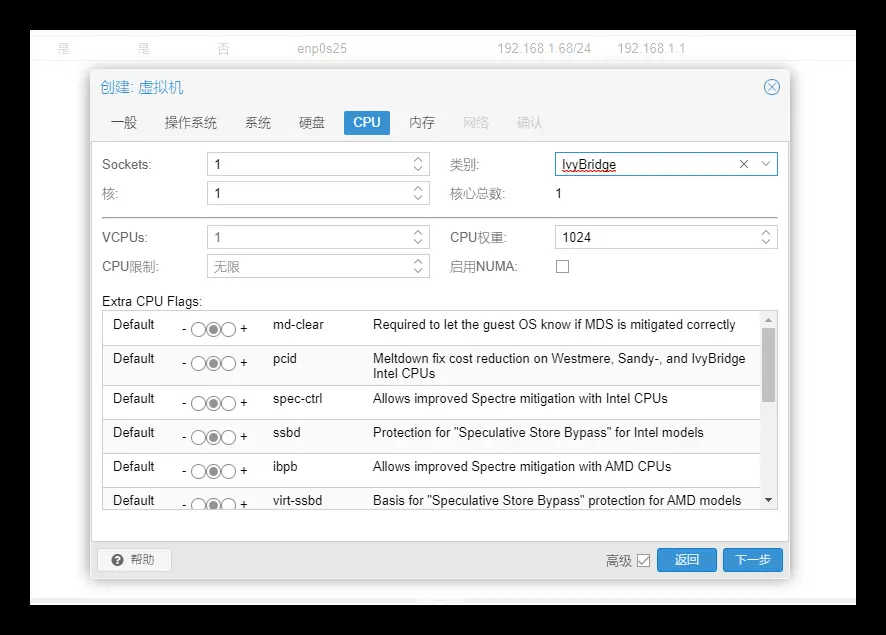 是 是 否 enp0s25 192.168.1.68/24 192.168.1.1
创建: 虚拟机
一般 操作系统 系统 硬盘 CPU 内存 网络 确认
Sockets: 1 类别: IvyBridge
核: 1 核心总数: 1
VCPUs: 1 CPU权重: 1024
CPU限制: 无限 启用NUMA:
Extra CPU Flags:
Default - + md-clear Required to let the guest OS know if MDS is mitigated correctly
Default - + pcid Meltdown fix cost reduction on Westmere, Sandy-, and IvyBridge
Intel CPUs
Default - + spec-ctrl Allows improved Spectre mitigation with Intel CPUs
Default - + ssbd Protection for "Speculative Store Bypass" for Intel models
Default - + ibpb Allows improved Spectre mitigation with AMD CPUs
Default - + virt-ssbd Basis for "Speculative Store Bypass" protection for AMD models
帮助 高级 返回 下一步